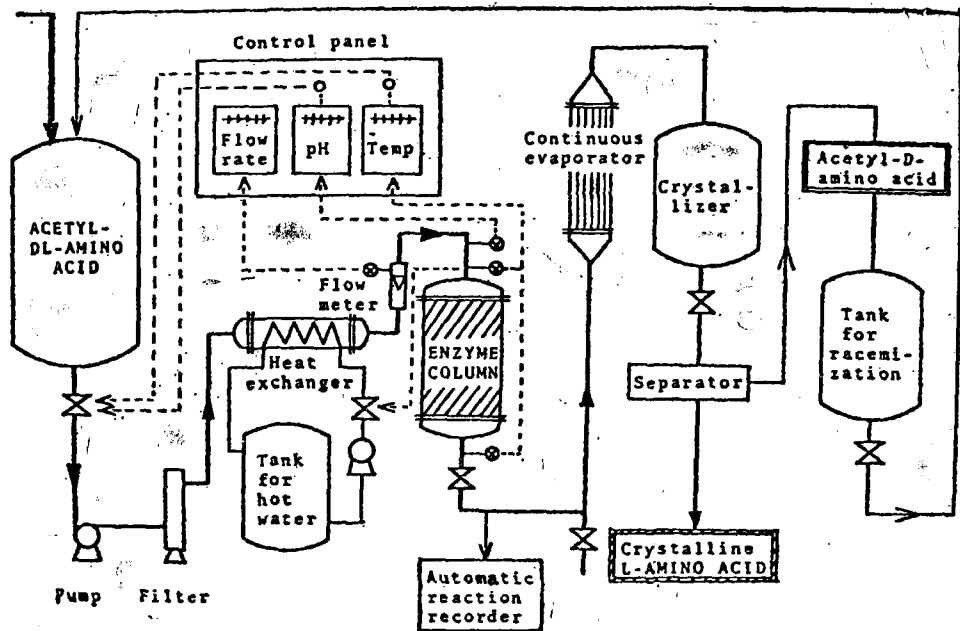 Control panel
Flow
rate
pH
Temp
ACETYL-
DL-AMINO
ACID
Continuous
evaporator
Crystal-
lizer
Acetyl-D-
amino acid
Flow
meter
Heat
exchanger
ENZYME
COLUMN
Tank
for
hot
water
Separator
Tank
for
racemi-
zation
Pump
Filter
Automatic
reaction
recorder
Crystalline
L-AMINO ACID